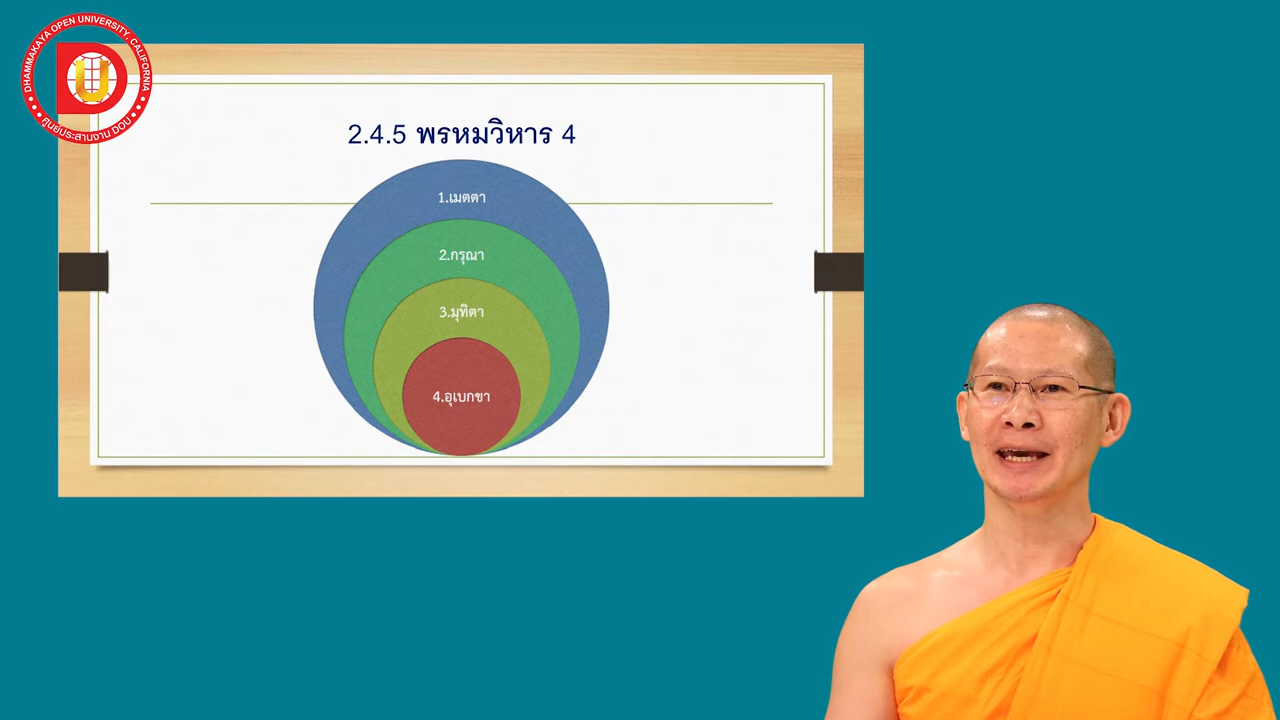 DHAMMAKAYA OPEN UNIVERSITY, CALIFORNIA
DU
ศูนย์ประสานงาน DOU
2.4.5 พรหมวิหาร 4
1.เมตตา
2.กรุณา
3.มุทิตา
4.อุเบกขา